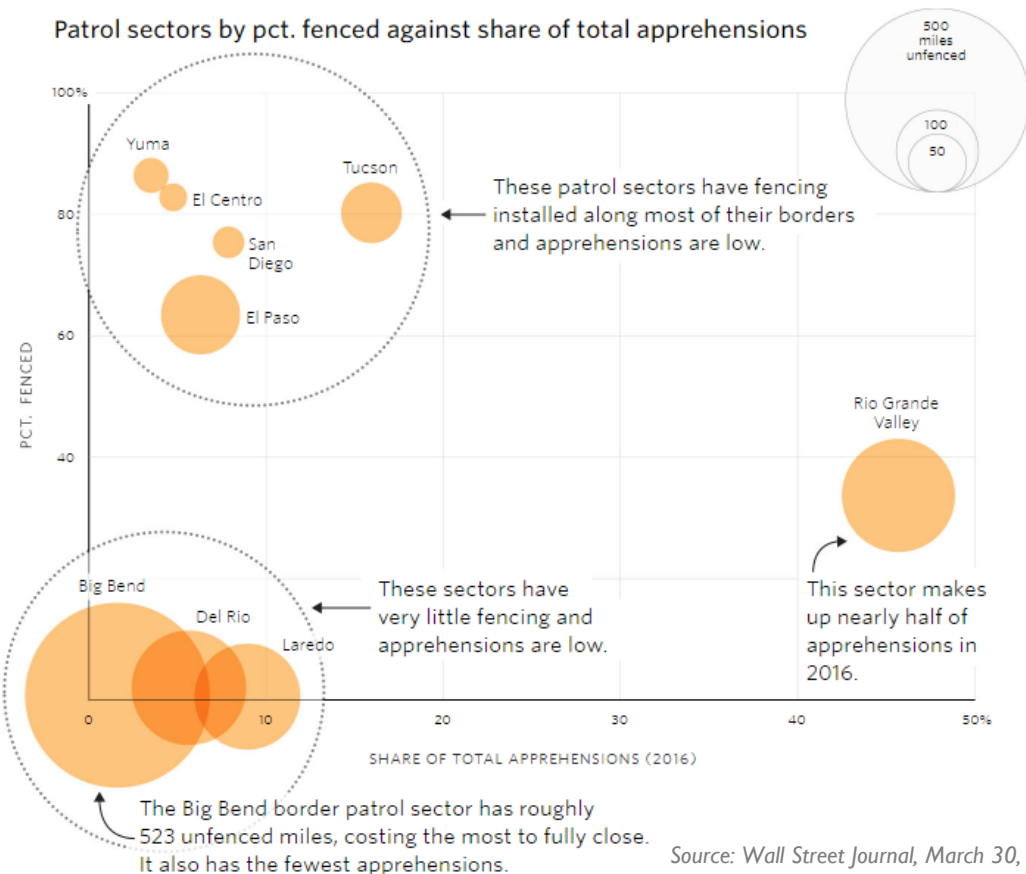 Patrol sectors by pct. fenced against share of total apprehensions
500
miles
unfenced
100
50
100%
80
60
40
PCT. FENCED
Yuma
El Centro
San
Diego
El Paso
Tucson
These patrol sectors have fencing
installed along most of their borders
and apprehensions are low.
Rio Grande
Valley
This sector makes
up nearly half of
apprehensions in
2016.
Big Bend
Del Rio
Laredo
These sectors have
very little fencing and
apprehensions are low.
0
10
20
30
40
50%
SHARE OF TOTAL APPREHENSIONS (2016)
The Big Bend border patrol sector has roughly
523 unfenced miles, costing the most to fully close.
It also has the fewest apprehensions.
Source: Wall Street Journal, March 30,